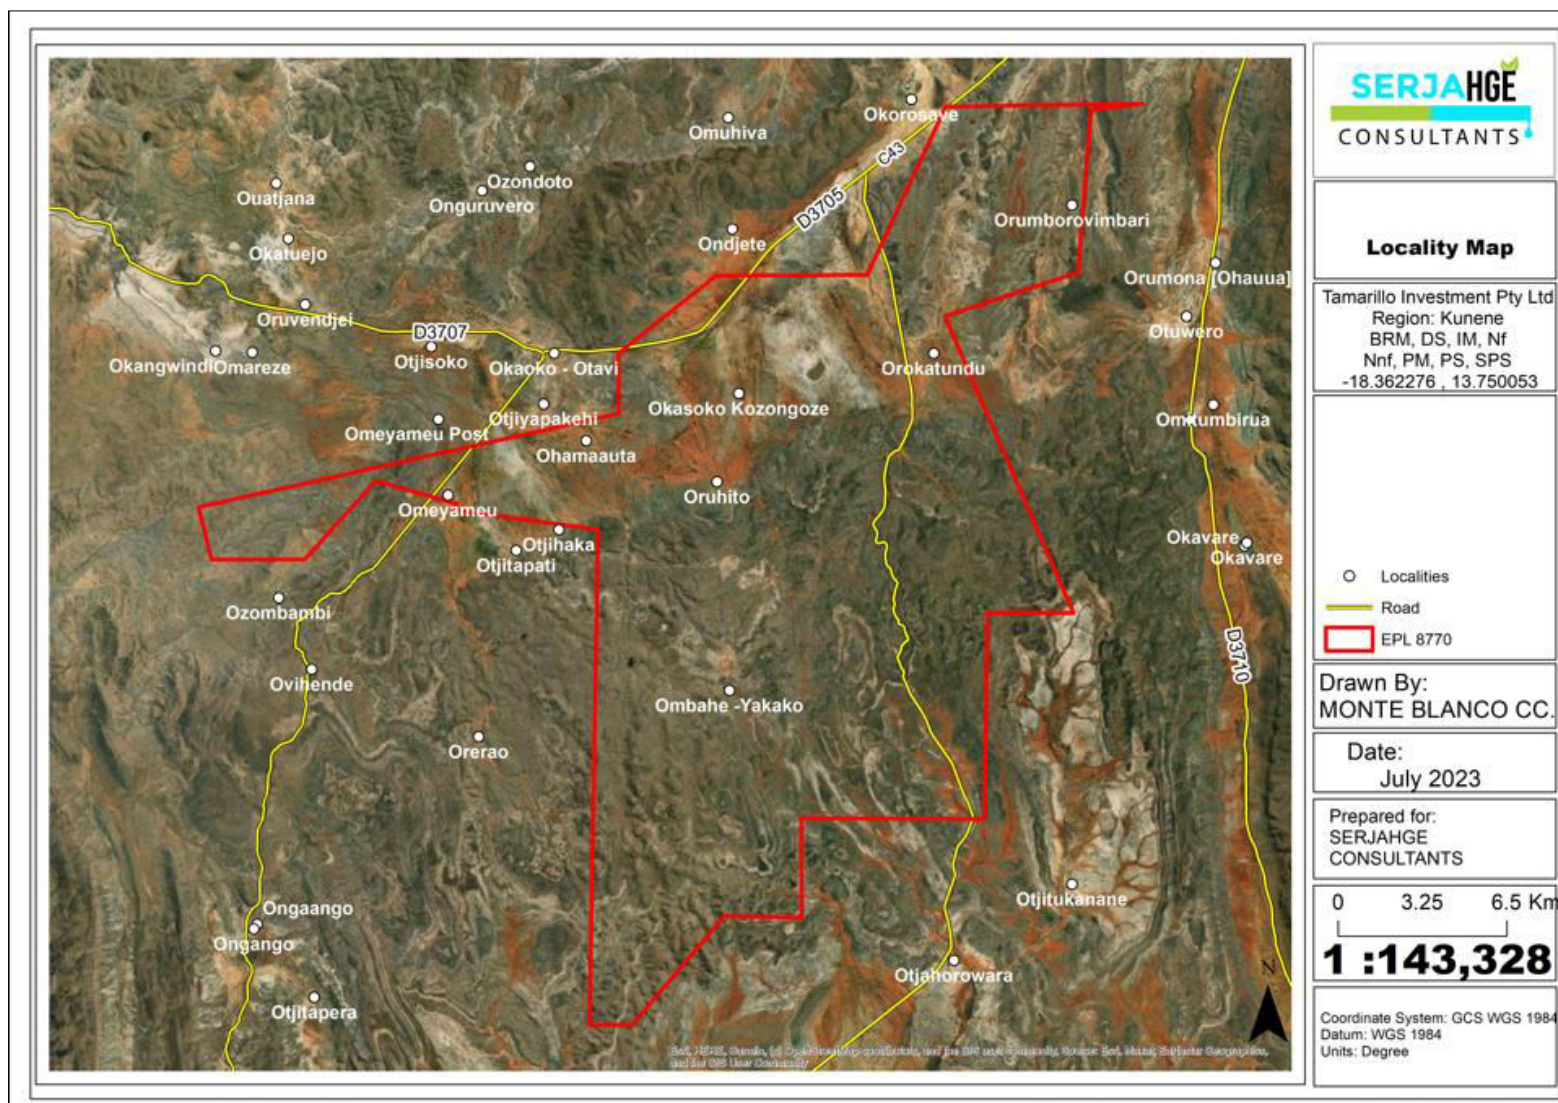 Okorosave
Omuhiva
C43
Ozondoto
Ouatjana
Onguruvero
D3705
Orumborovimbari
Ondjete
Okatuejo
Orumona [Ohauua]
Oruvendjei
Otuwero
D3707
Okangwindi
Omareze
Otjisoko
Okaoko - Otavi
Orokatundu
Otjiyapakehi
Okasoko Kozongoze
Omeyameu Post
Omutumbirua
Ohamaauta
Oruhito
Omeyameu
Otjihaka
Otjitapati
Okavare
Okavare
Ozombambi
D3710
Ovihende
Ombahe -Yakako
Orerao
Otjitukanane
Ongaango
Ongango
Otjahorowara
Otjitapera
N
SERJAHGE
CONSULTANTS
Locality Map
Tamarillo Investment Pty Ltd
Region: Kunene
BRM, DS, IM, Nf
Nnf, PM, PS, SPS
-18.362276 , 13.750053
Localities
Road
EPL 8770
Drawn By:
MONTE BLANCO CC.
Date:
July 2023
Prepared for:
SERJAHGE
CONSULTANTS
0 3.25 6.5 Km
1 :143,328
Coordinate System: GCS WGS 1984
Datum: WGS 1984
Units: Degree